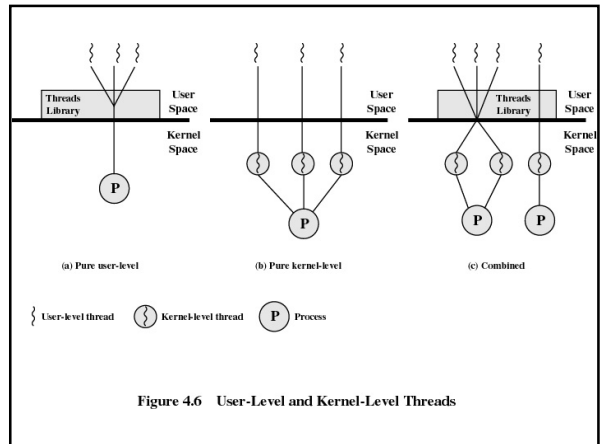 Threads
Library
User
Space
Kernel
Space
P
(a) Pure user-level
User
Space
Kernel
Space
P
(b) Pure kernel-level
Threads
Library
User
Space
Kernel
Space
P
P
(c) Combined
User-level thread
Kernel-level thread
P
Process
Figure 4.6 User-Level and Kernel-Level Threads